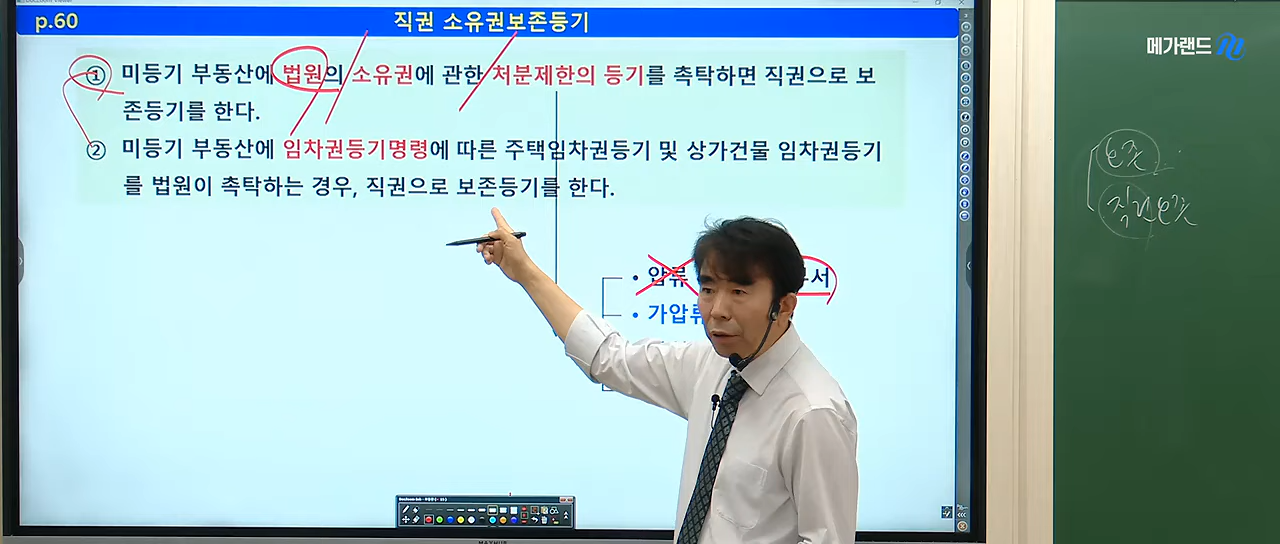 p.60
직권 소유권보존등기
메가랜드
① 미등기 부동산에 법원의 소유권에 관한 처분제한의 등기를 촉탁하면 직권으로 보
존등기를 한다.
② 미등기 부동산에 임차권등기명령에 따른 주택임차권등기 및 상가건물 임차권등기
를 법원이 촉탁하는 경우, 직권으로 보존등기를 한다.
보존
직권보존
• 압류
• 가압류